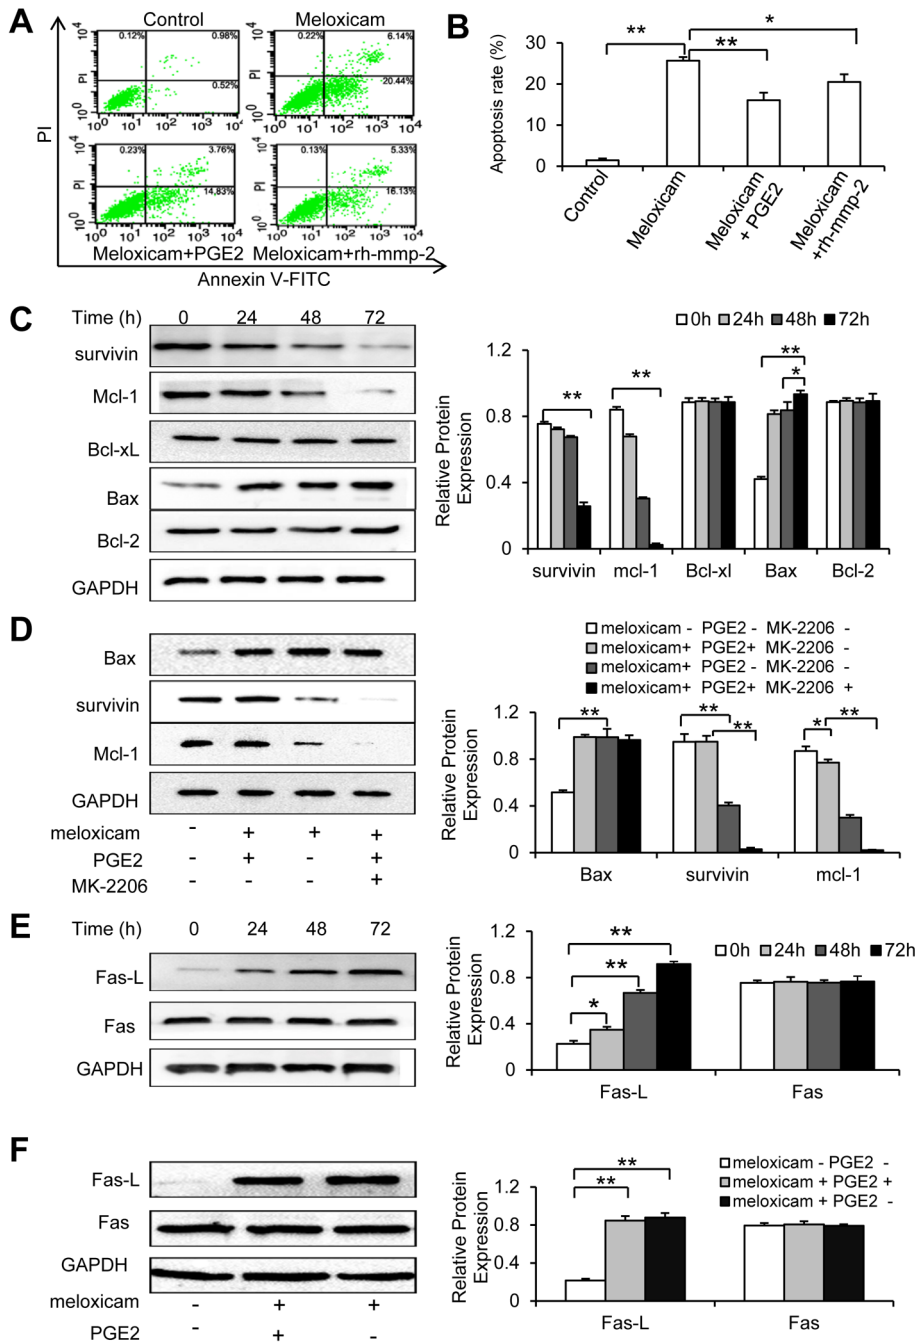 A
Control
Meloxicam
0.12%
0.98%
0.52%
0.22%
6.14%
20.44%
0.23%
3.76%
14.83%
0.13%
5.33%
16.13%
PI
10^0 10^1 10^2 10^3 10^4
Meloxicam+PGE2
Meloxicam+rh-mmp-2
Annexin V-FITC
B
Apoptosis rate (%)
30
20
10
0
**
**
*
Control
Meloxicam
Meloxicam + PGE2
Meloxicam +rh-mmp-2
C
Time (h) 0 24 48 72
survivin
Mcl-1
Bcl-xL
Bax
Bcl-2
GAPDH
0h 24h 48h 72h
Relative Protein Expression
1.2
0.8
0.4
0
**
**
**
*
survivin mcl-1 Bcl-xl Bax Bcl-2
D
Bax
survivin
Mcl-1
GAPDH
meloxicam - + + +
PGE2 - + - +
MK-2206 - - - +
meloxicam - PGE2 - MK-2206 -
meloxicam+ PGE2+ MK-2206 -
meloxicam+ PGE2 - MK-2206 -
meloxicam+ PGE2+ MK-2206 +
Relative Protein Expression
1.2
0.8
0.4
0
**
**
**
*
**
Bax survivin mcl-1
E
Time (h) 0 24 48 72
Fas-L
Fas
GAPDH
0h 24h 48h 72h
Relative Protein Expression
1.2
0.8
0.4
0
**
**
*
Fas-L Fas
F
Fas-L
Fas
GAPDH
meloxicam - + +
PGE2 - + -
meloxicam - PGE2 -
meloxicam + PGE2 +
meloxicam + PGE2 -
Relative Protein Expression
1.2
0.8
0.4
0
**
**
Fas-L Fas